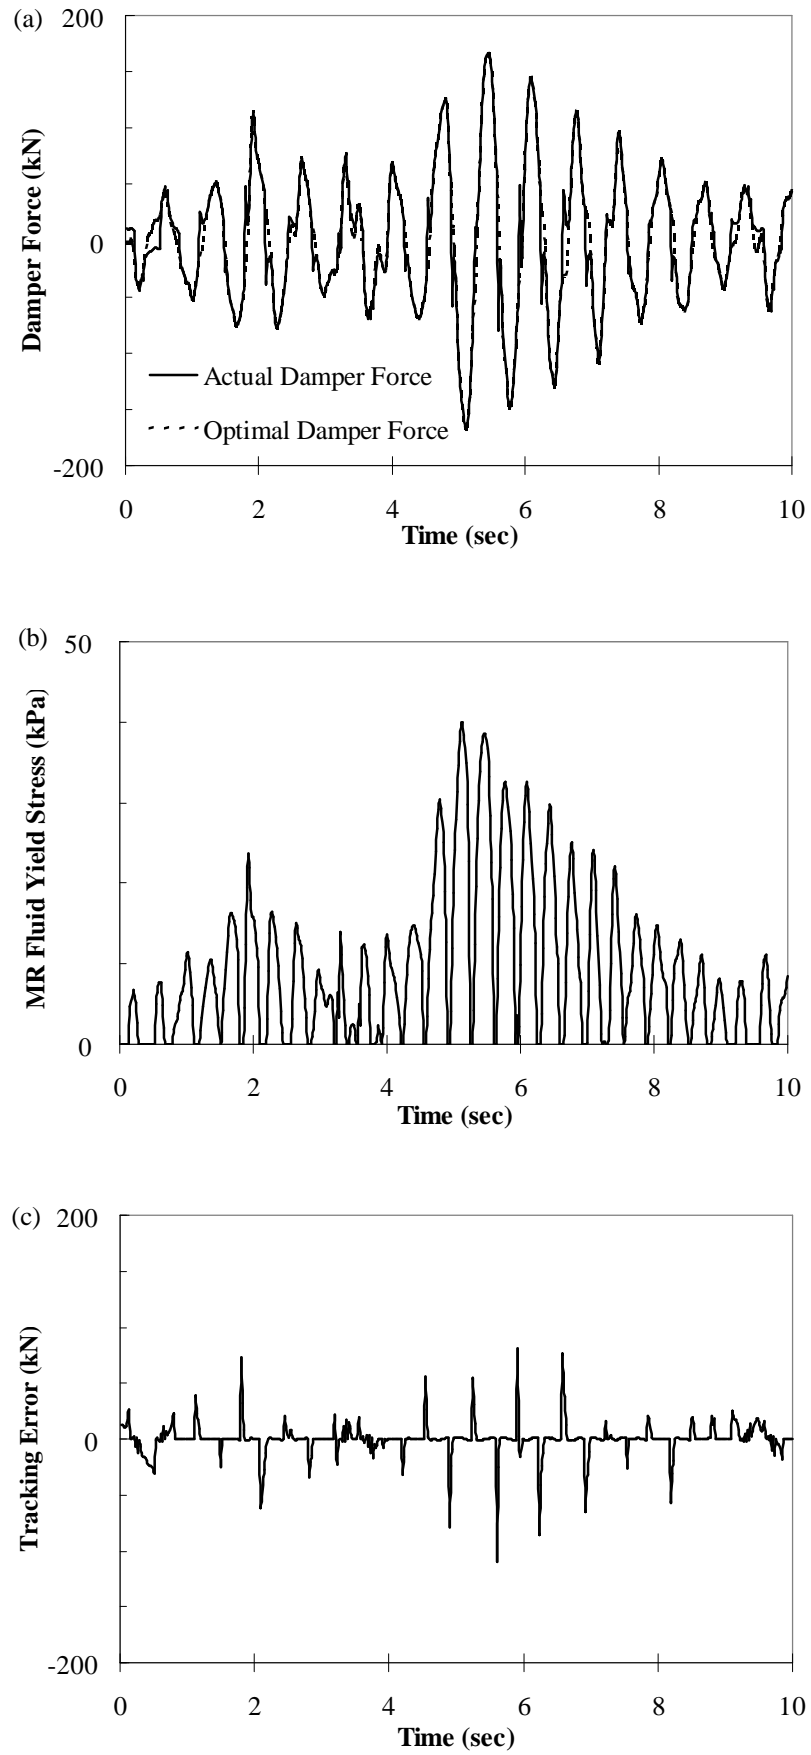 (a)
200
Damper Force (kN)
0
Actual Damper Force
Optimal Damper Force
-200
0 2 4 6 8 10
Time (sec)
(b)
50
MR Fluid Yield Stress (kPa)
0
0 2 4 6 8 10
Time (sec)
(c)
200
Tracking Error (kN)
0
-200
0 2 4 6 8 10
Time (sec)